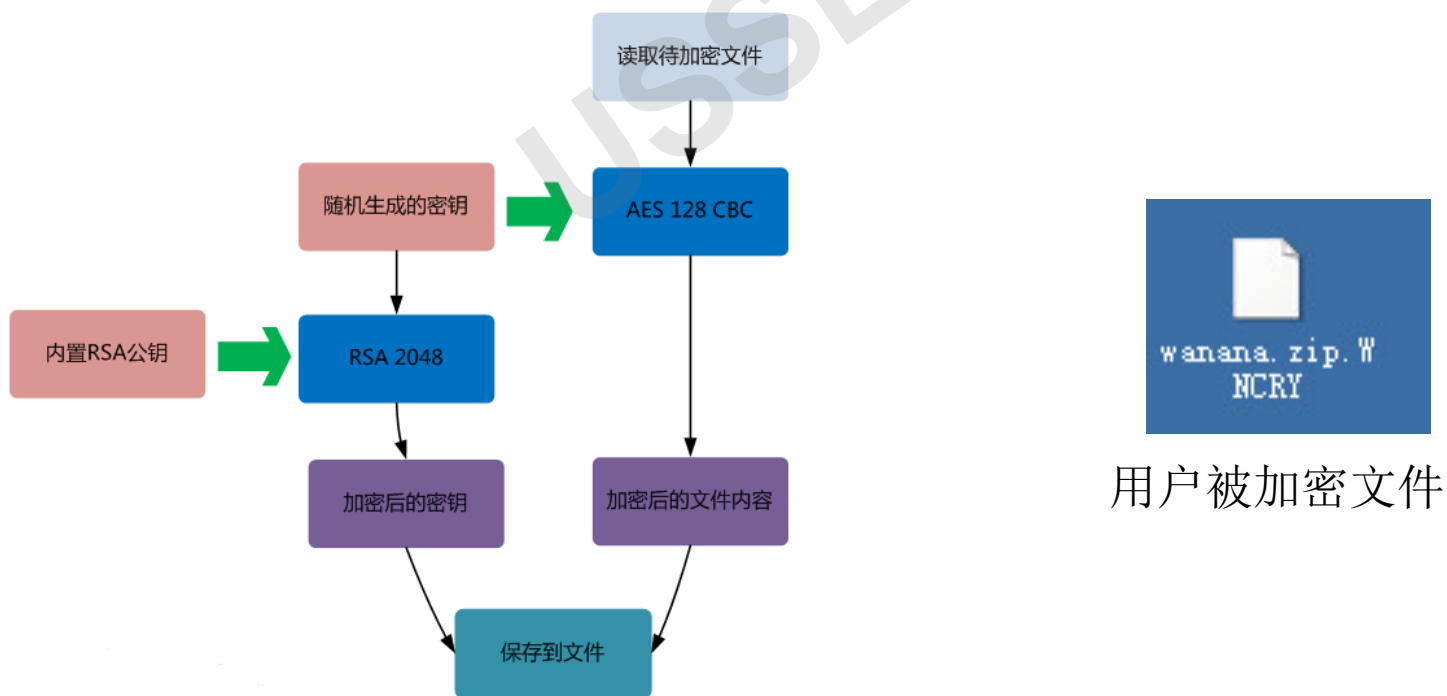 读取待加密文件
随机生成的密钥
AES 128 CBC
内置RSA公钥
RSA 2048
加密后的密钥
加密后的文件内容
保存到文件
wanana.zip.W
NCRY
用户被加密文件